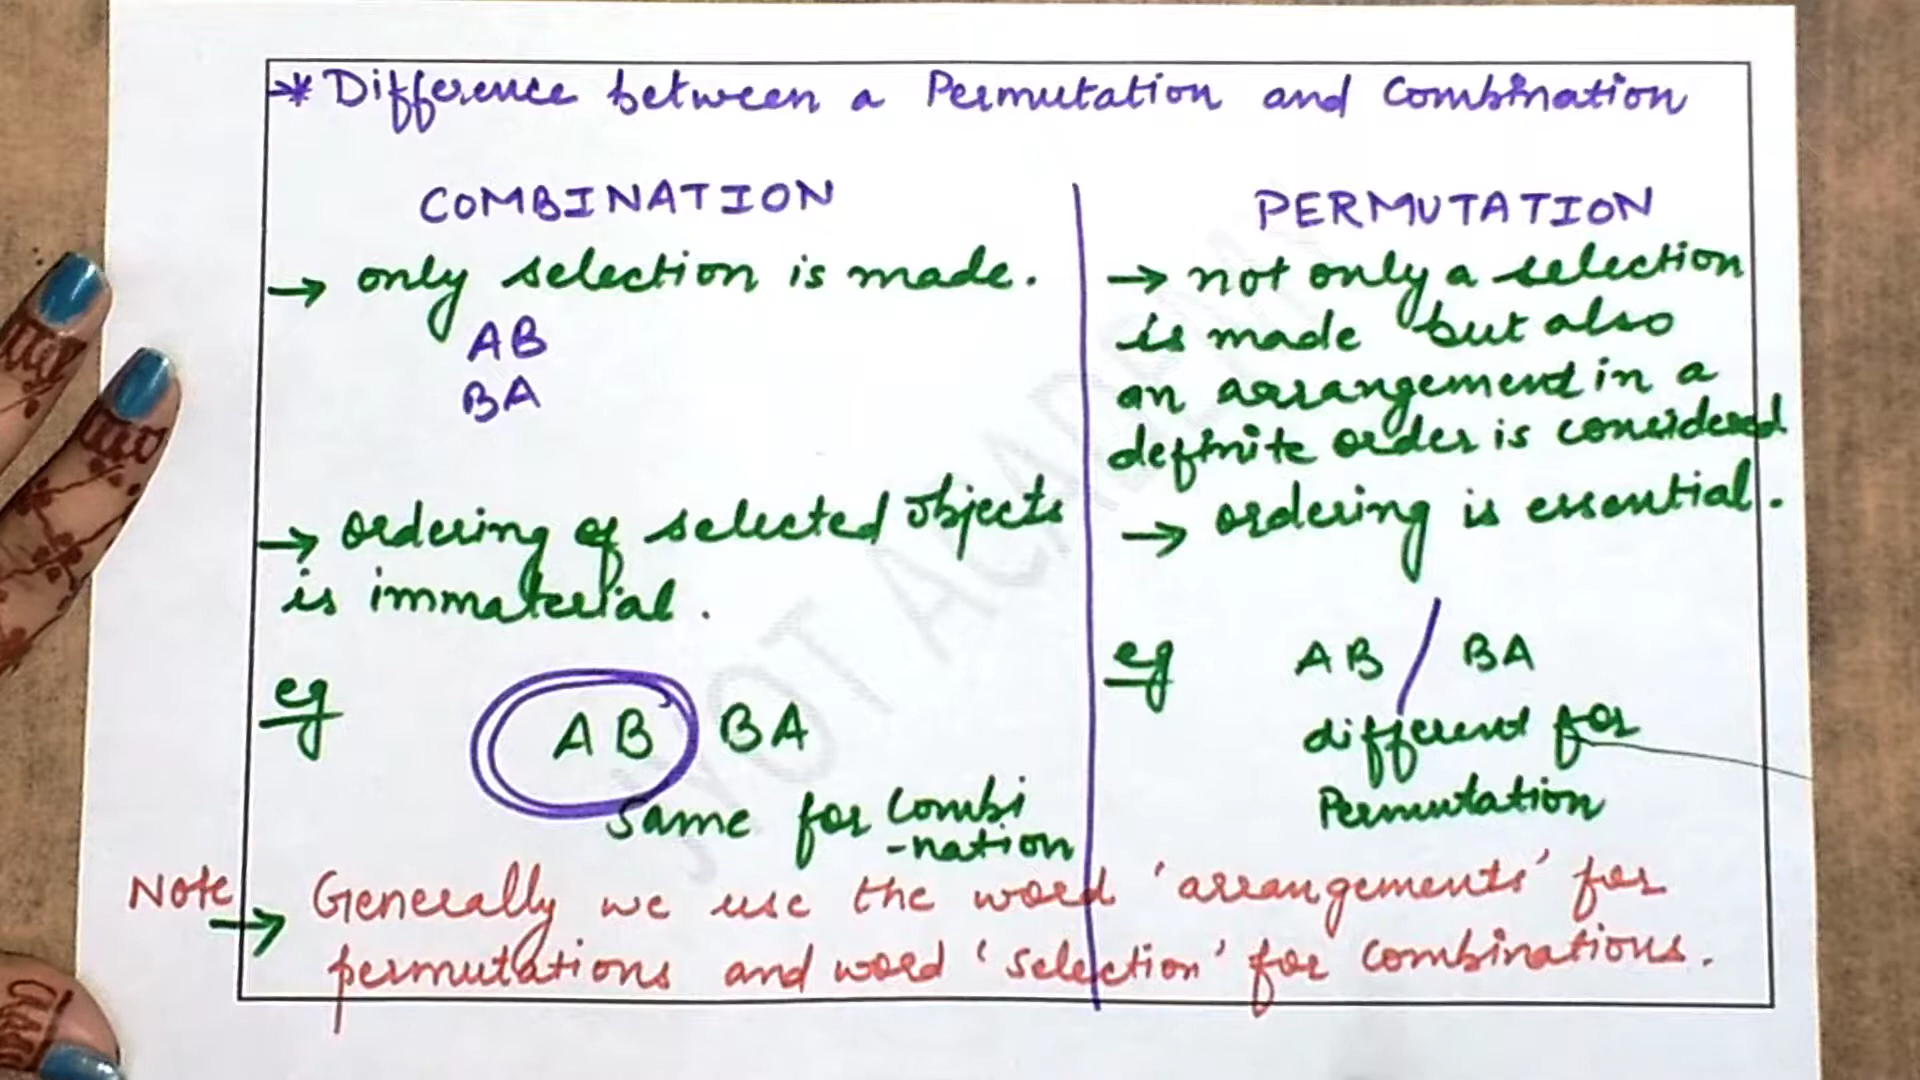 →* Difference between a Permutation and Combination
COMBINATION
→ only selection is made.
AB
BA
→ ordering of selected objects
is immaterial.
eg AB BA
same for combi
-nation
PERMUTATION
→ not only a selection
is made but also
an arrangement in a
definite order is considered
→ ordering is essential.
eg AB / BA
different for
Permutation
Note → Generally we use the word 'arrangements' for
permutations and word 'selection' for combinations.
JYOT ACADEMY